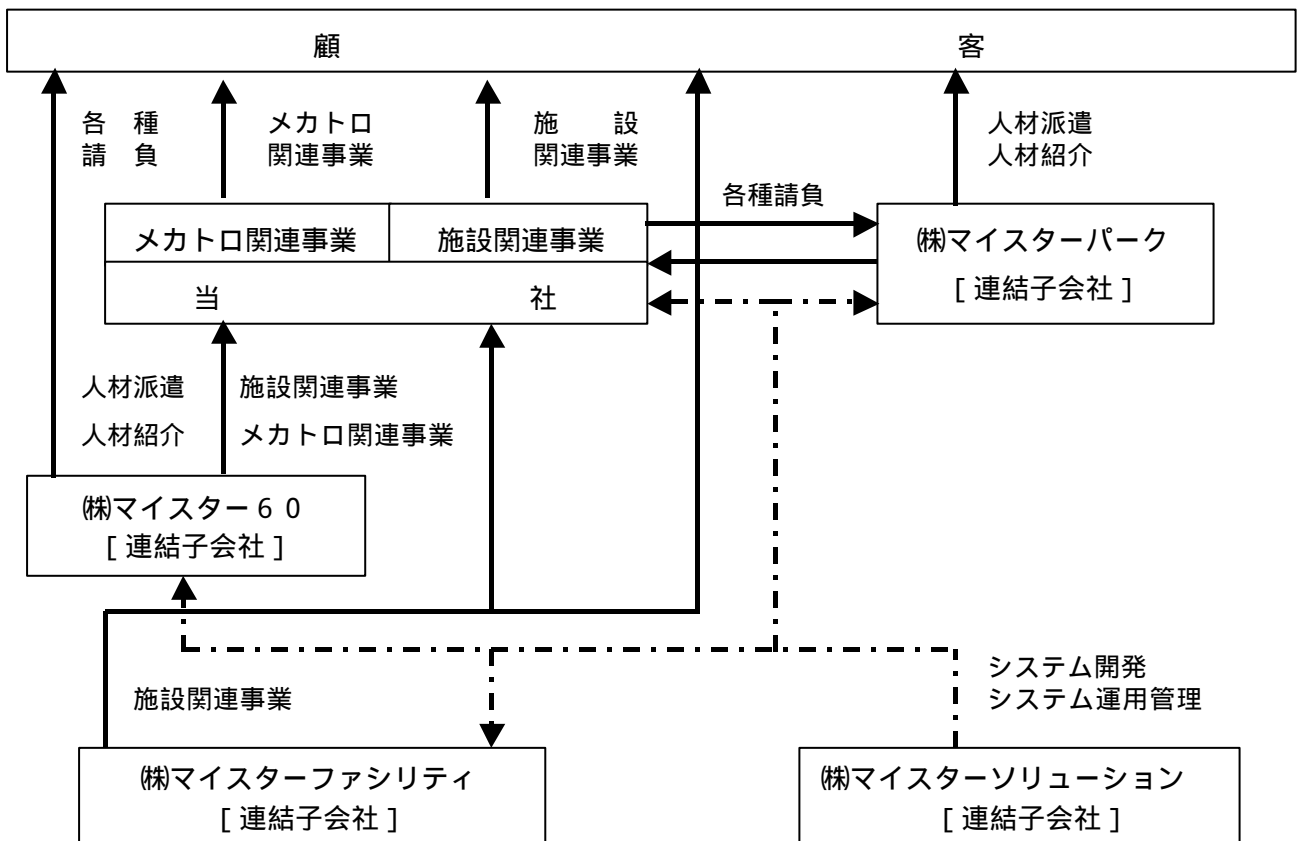 顧 客
各 種
請 負
メカトロ
関連事業
施 設
関連事業
人材派遣
人材紹介
各種請負
メカトロ関連事業
施設関連事業
当 社
㈱マイスターパーク
[ 連結子会社 ]
人材派遣
人材紹介
施設関連事業
メカトロ関連事業
㈱マイスター６０
[ 連結子会社 ]
施設関連事業
システム開発
システム運用管理
㈱マイスターファシリティ
[ 連結子会社 ]
㈱マイスターソリューション
[ 連結子会社 ]